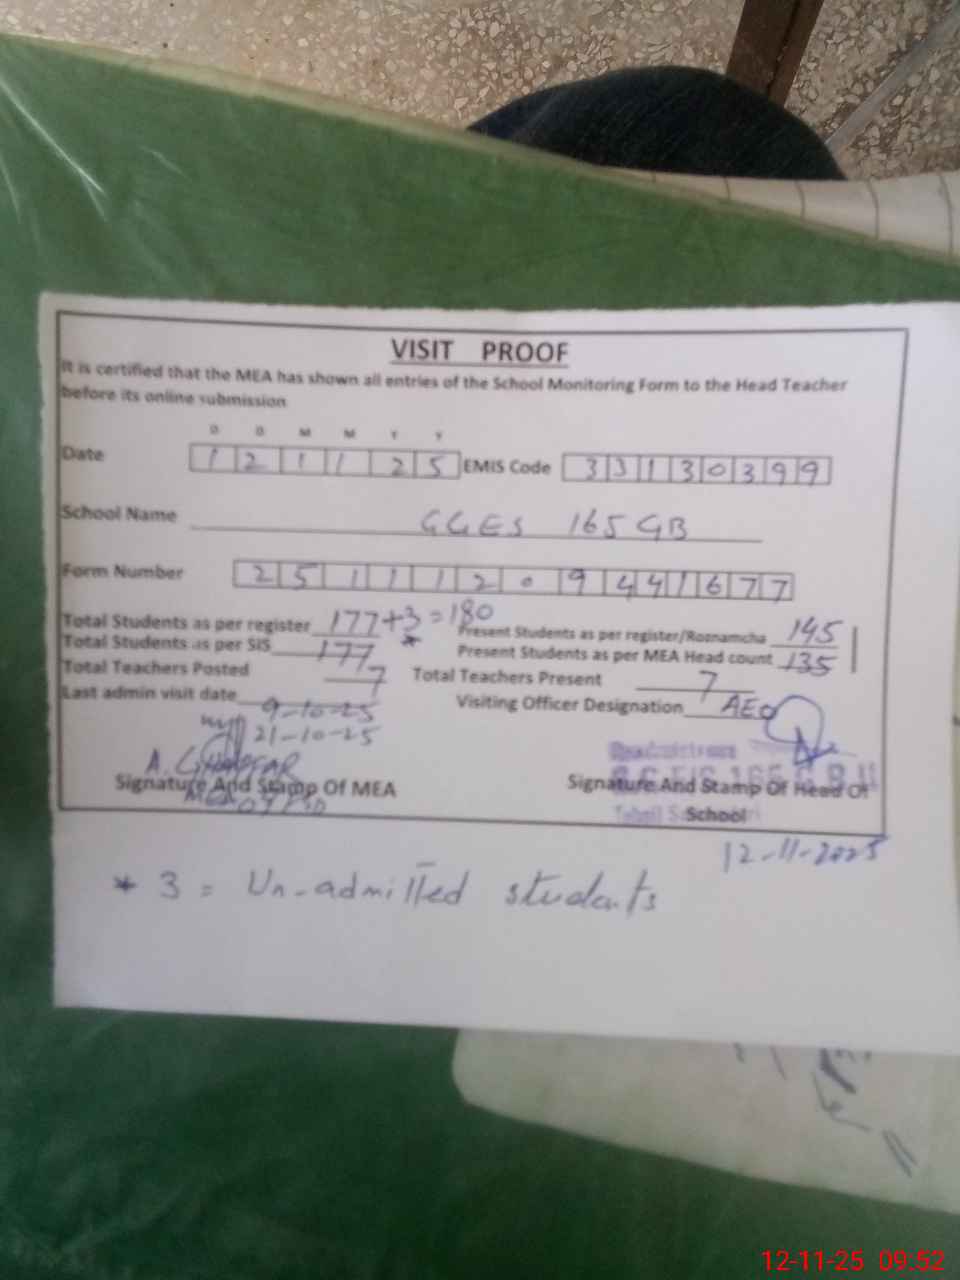 VISIT PROOF
It is certified that the MEA has shown all entries of the School Monitoring Form to the Head Teacher
before its online submission
D D M M Y Y
Date 1 2 1 1 2 5 EMIS Code 3 3 1 3 0 3 9 9
School Name GGES 165 GB
Form Number 2 5 1 1 1 2 0 9 4 4 1 6 7 7
Total Students as per register 177+3=180 Present Students as per register/Roznamcha 145
*
Total Students as per SIS 177 Present Students as per MEA Head count 135
Total Teachers Posted 7 Total Teachers Present 7
Last admin visit date 9-10-25 Visiting Officer Designation AEO
21-10-25
Signature And Stamp Of MEA Signature And Stamp Of Head Of
School
12-11-2025
* 3 = Un-admitted students
12-11-25 09:52